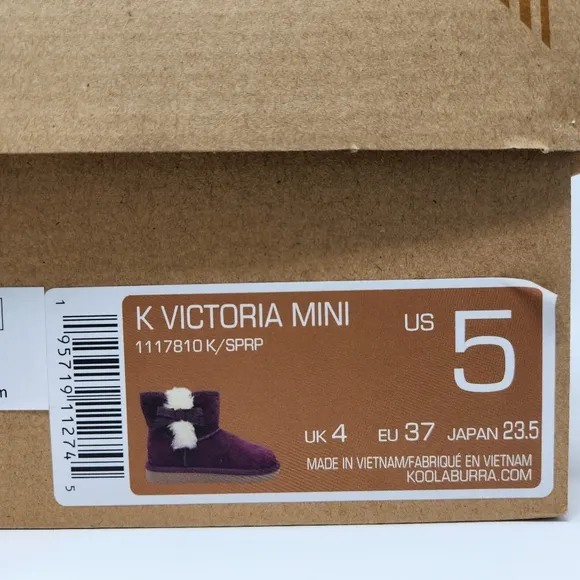 K VICTORIA MINI
1117810 K/SPRP
US 5
UK 4 EU 37 JAPAN 23.5
MADE IN VIETNAM/FABRIQUÉ EN VIETNAM
KOOLABURRA.COM
1 95719 11274 5
m